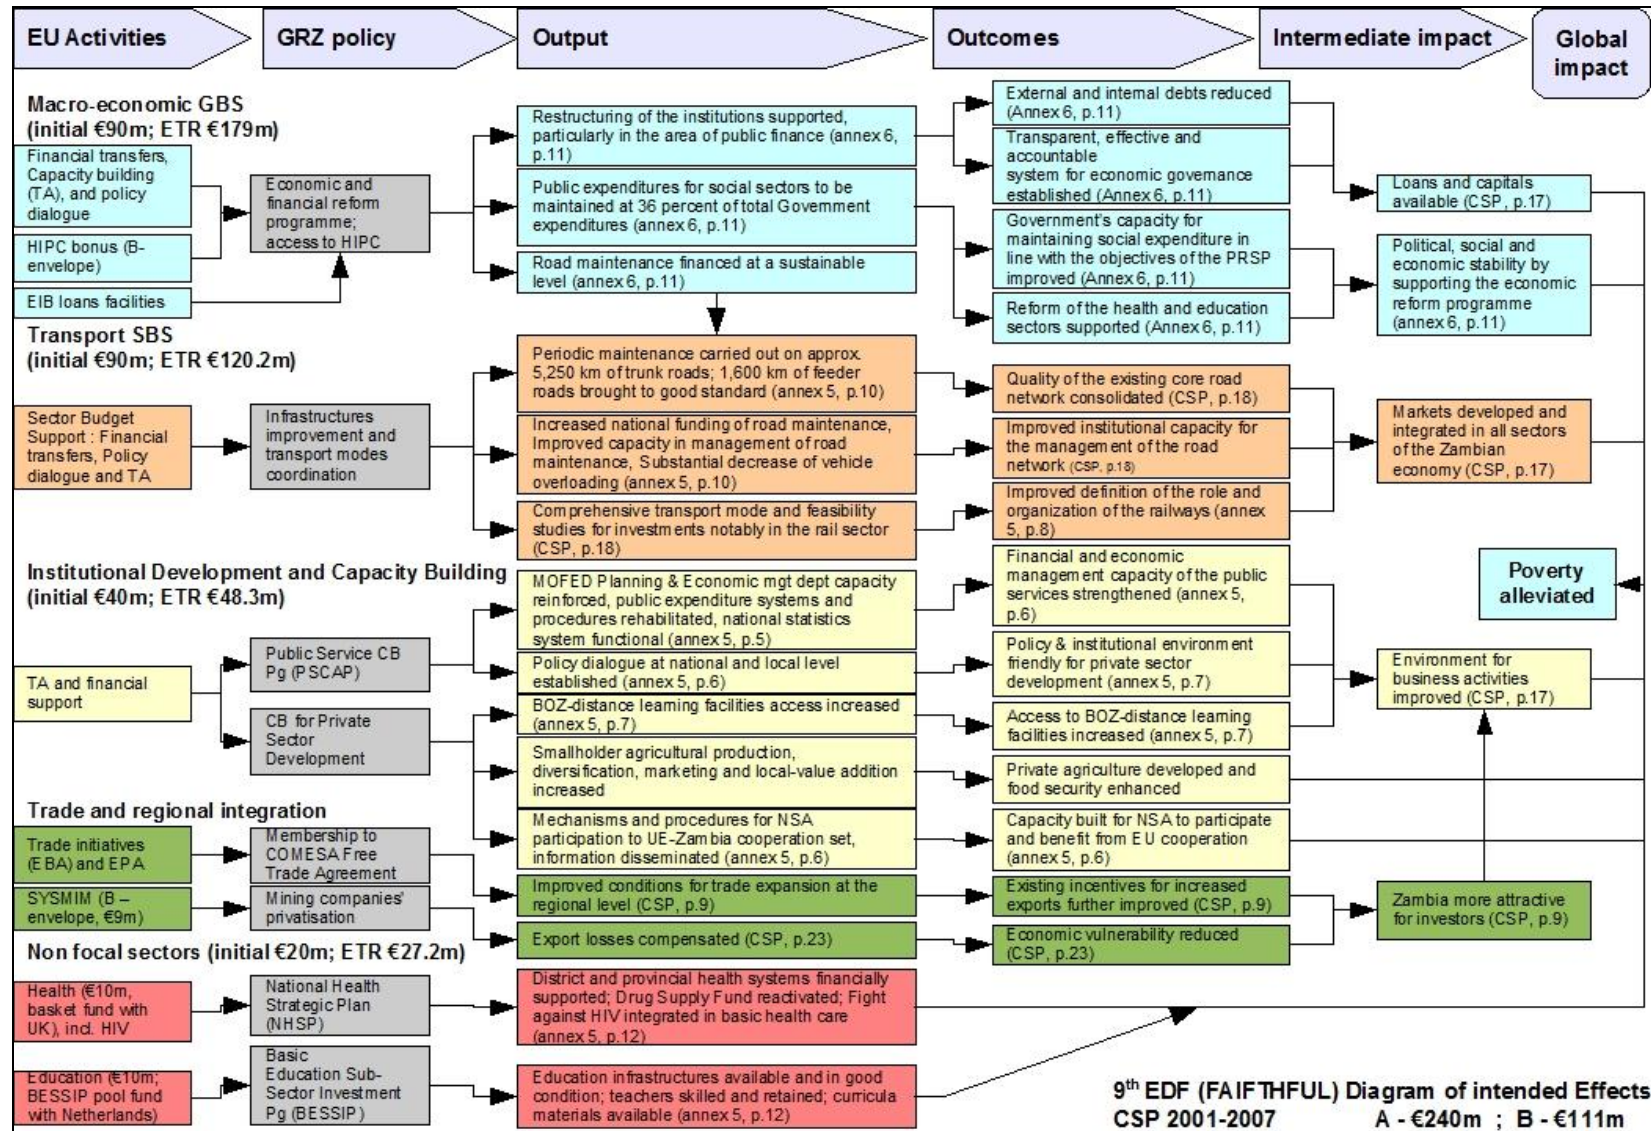 EU Activities
GRZ policy
Output
Outcomes
Intermediate impact
Global
impact
Macro-economic GBS
(initial €90m; ETR €179m)
Financial transfers,
Capacity building
(TA), and policy
dialogue
HIPC bonus (B-
envelope)
EIB loans facilities
Economic and
financial reform
programme;
access to HIPC
Restructuring of the institutions supported,
particularly in the area of public finance (annex 6,
p.11)
Public expenditures for social sectors to be
maintained at 36 percent of total Government
expenditures (annex 6, p.11)
Road maintenance financed at a sustainable
level (annex 6, p.11)
External and internal debts reduced
(Annex 6, p.11)
Transparent, effective and
accountable
system for economic governance
established (Annex 6, p.11)
Government's capacity for
maintaining social expenditure in
line with the objectives of the PRSP
improved (Annex 6, p.11)
Reform of the health and education
sectors supported (Annex 6, p.11)
Loans and capitals
available (CSP, p.17)
Political, social and
economic stability by
supporting the economic
reform programme
(annex 6, p.11)
Transport SBS
(initial €90m; ETR €120.2m)
Sector Budget
Support : Financial
transfers, Policy
dialogue and TA
Infrastructures
improvement and
transport modes
coordination
Periodic maintenance carried out on approx.
5,250 km of trunk roads; 1,600 km of feeder
roads brought to good standard (annex 5, p.10)
Increased national funding of road maintenance,
Improved capacity in management of road
maintenance, Substantial decrease of vehicle
overloading (annex 5, p.10)
Comprehensive transport mode and feasibility
studies for investments notably in the rail sector
(CSP, p.18)
Quality of the existing core road
network consolidated (CSP, p.18)
Improved institutional capacity for
the management of the road
network (CSP, p.18)
Improved definition of the role and
organization of the railways (annex
5, p.8)
Markets developed and
integrated in all sectors
of the Zambian
economy (CSP, p.17)
Institutional Development and Capacity Building
(initial €40m; ETR €48.3m)
TA and financial
support
Public Service CB
Pg (PSCAP)
CB for Private
Sector
Development
MOFED Planning & Economic mgt dept capacity
reinforced, public expenditure systems and
procedures rehabilitated, national statistics
system functional (annex 5, p.5)
Policy dialogue at national and local level
established (annex 5, p.6)
BOZ-distance learning facilities access increased
(annex 5, p.7)
Smallholder agricultural production,
diversification, marketing and local-value addition
increased
Mechanisms and procedures for NSA
participation to UE-Zambia cooperation set,
information disseminated (annex 5, p.6)
Financial and economic
management capacity of the public
services strengthened (annex 5,
p.6)
Policy & institutional environment
friendly for private sector
development (annex 5, p.7)
Access to BOZ-distance learning
facilities increased (annex 5, p.7)
Private agriculture developed and
food security enhanced
Capacity built for NSA to participate
and benefit from EU cooperation
(annex 5, p.6)
Environment for
business activities
improved (CSP, p.17)
Poverty
alleviated
Trade and regional integration
Trade initiatives
(EBA) and EPA
SYSMIM (B –
envelope, €9m)
Membership to
COMESA Free
Trade Agreement
Mining companies'
privatisation
Improved conditions for trade expansion at the
regional level (CSP, p.9)
Export losses compensated (CSP, p.23)
Existing incentives for increased
exports further improved (CSP, p.9)
Economic vulnerability reduced
(CSP, p.23)
Zambia more attractive
for investors (CSP, p.9)
Non focal sectors (initial €20m; ETR €27.2m)
Health (€10m,
basket fund with
UK), incl. HIV
National Health
Strategic Plan
(NHSP)
District and provincial health systems financially
supported; Drug Supply Fund reactivated; Fight
against HIV integrated in basic health care
(annex 5, p.12)
Education (€10m;
BESSIP pool fund
with Netherlands)
Basic
Education Sub-
Sector Investment
Pg (BESSIP)
Education infrastructures available and in good
condition; teachers skilled and retained; curricula
materials available (annex 5, p.12)
9th EDF (FAIFTHFUL) Diagram of intended Effects
CSP 2001-2007 A - €240m ; B - €111m